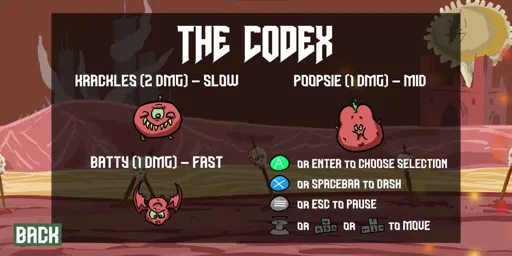 THE CODEX
KRACKLES (2 DMG) – SLOW
POOPSIE (1 DMG) – MID
BATTY (1 DMG) – FAST
A OR ENTER TO CHOOSE SELECTION
X OR SPACEBAR TO DASH
OR ESC TO PAUSE
OR OR TO MOVE
BACK